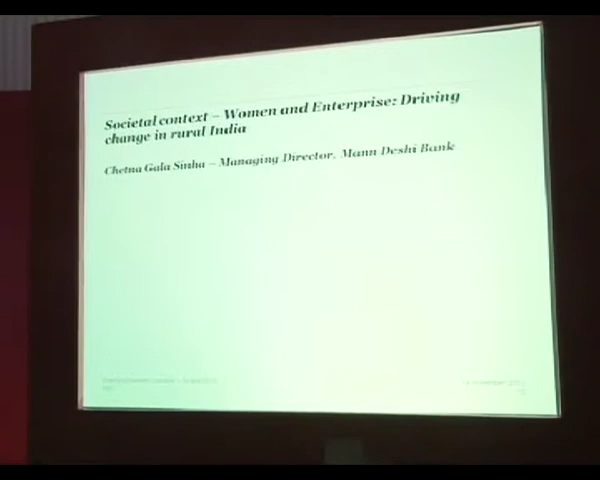 Societal context – Women and Enterprise: Driving
change in rural India
Chetna Gala Sinha – Managing Director, Mann Deshi Bank